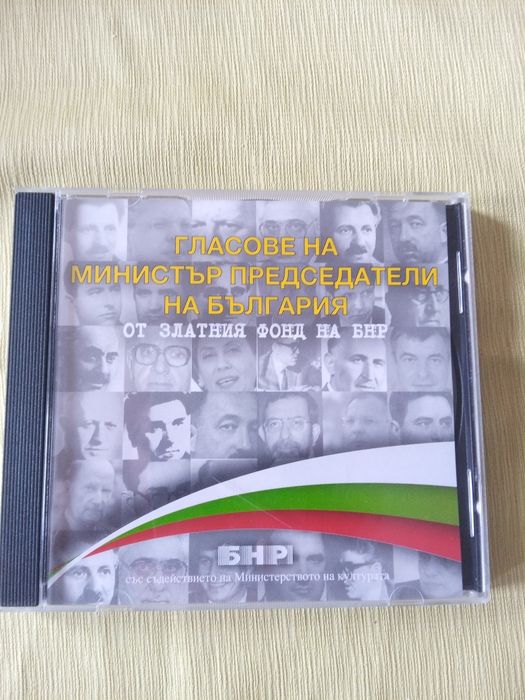 ГЛАСОВЕ НА
МИНИСТЪР ПРЕДСЕДАТЕЛИ
НА БЪЛГАРИЯ
ОТ ЗЛАТНИЯ ФОНД НА БНР
БНР
със съдействието на Министерството на културата